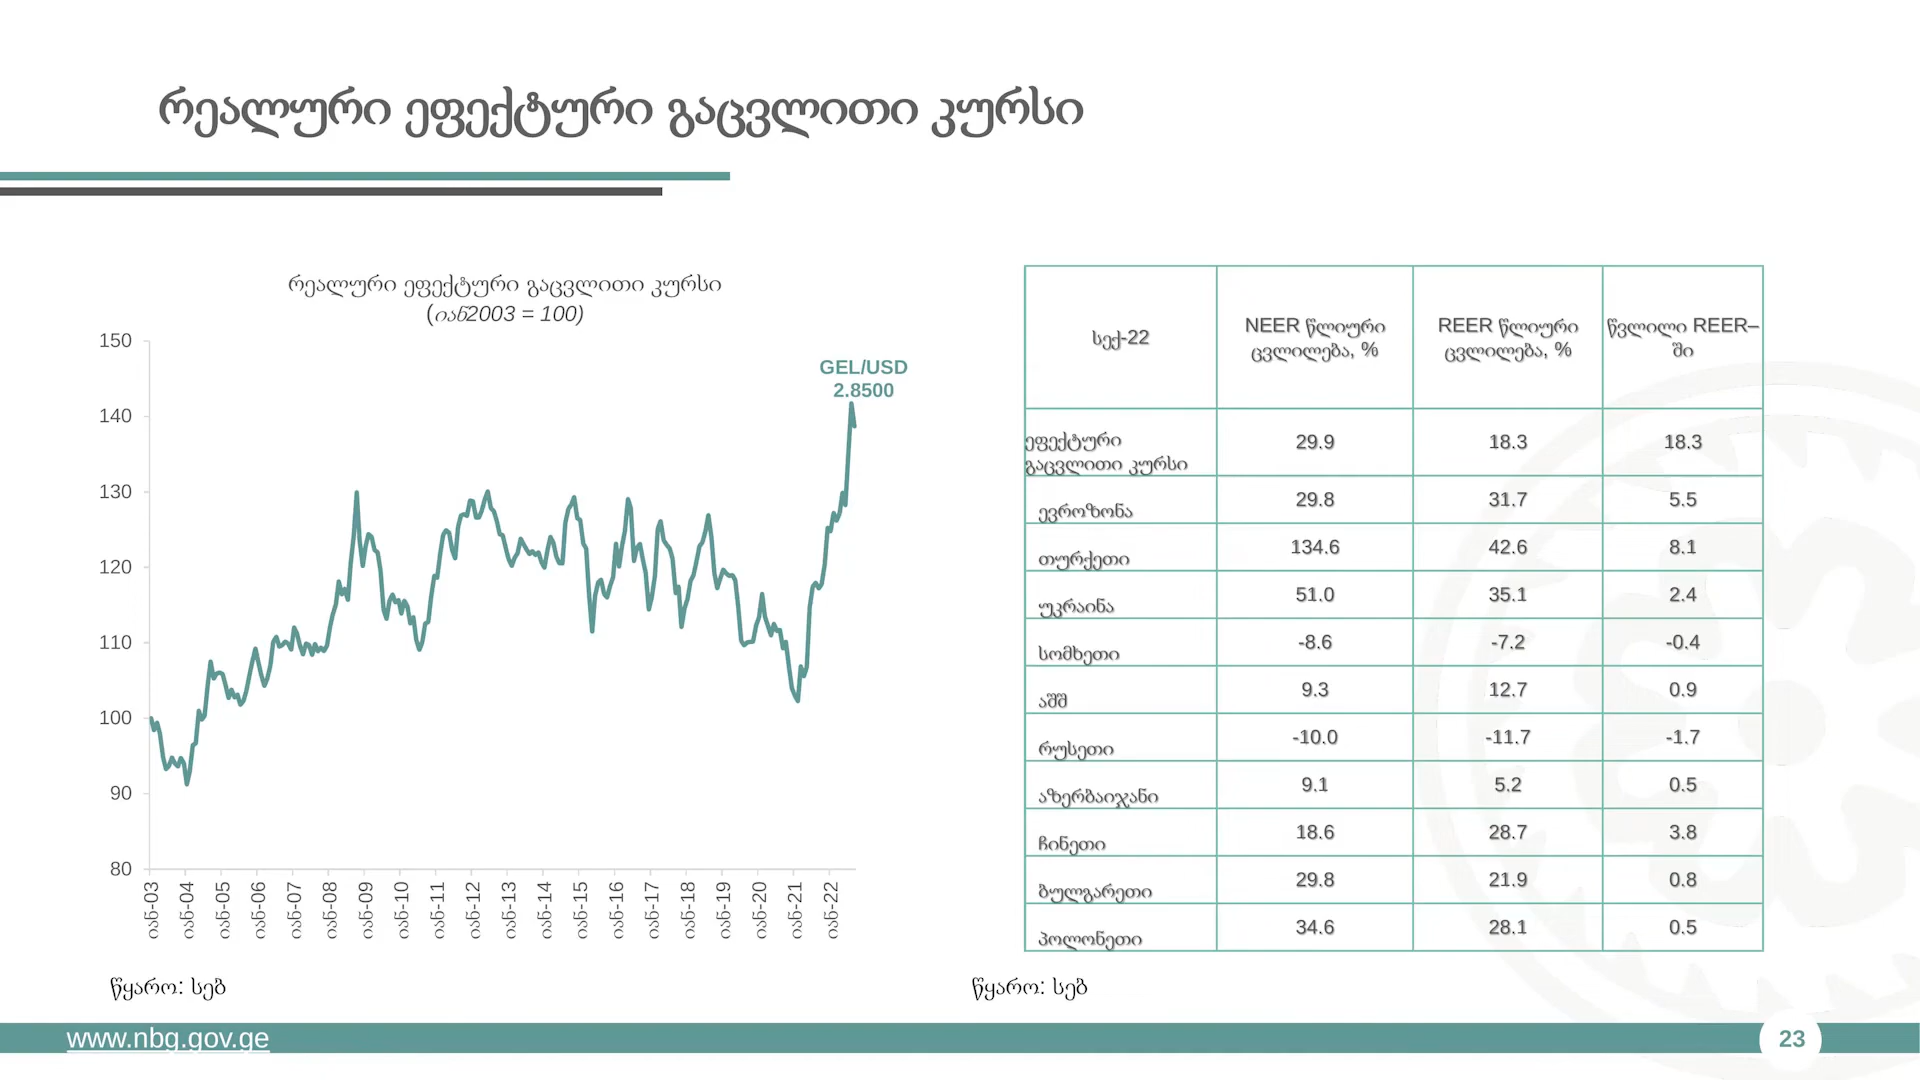 რეალური ეფექტური გაცვლითი კურსი
რეალური ეფექტური გაცვლითი კურსი
(იან2003 = 100)
150
140
130
120
110
100
90
80
GEL/USD
2.8500
იან-03
იან-04
იან-05
იან-06
იან-07
იან-08
იან-09
იან-10
იან-11
იან-12
იან-13
იან-14
იან-15
იან-16
იან-17
იან-18
იან-19
იან-20
იან-21
იან-22
წყარო: სებ
სექ-22
NEER წლიური
ცვლილება, %
REER წლიური
ცვლილება, %
წვლილი REER–
ში
ეფექტური
გაცვლითი კურსი
29.9
18.3
18.3
ევროზონა
29.8
31.7
5.5
თურქეთი
134.6
42.6
8.1
უკრაინა
51.0
35.1
2.4
სომხეთი
-8.6
-7.2
-0.4
აშშ
9.3
12.7
0.9
რუსეთი
-10.0
-11.7
-1.7
აზერბაიჯანი
9.1
5.2
0.5
ჩინეთი
18.6
28.7
3.8
ბულგარეთი
29.8
21.9
0.8
პოლონეთი
34.6
28.1
0.5
წყარო: სებ
www.nbg.gov.ge
23